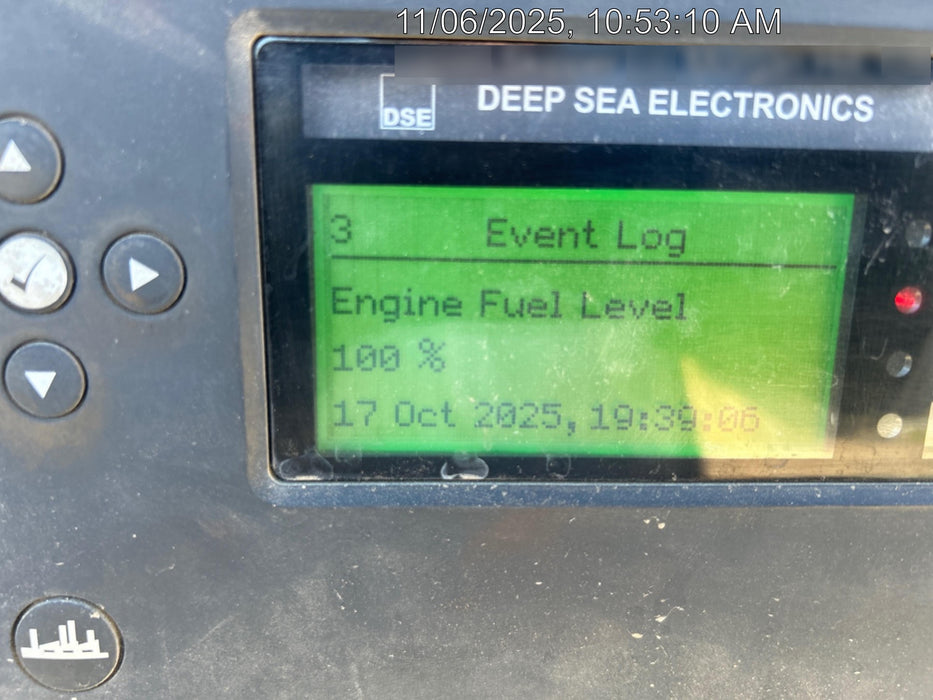 11/06/2025, 10:53:10 AM
DSE
DEEP SEA ELECTRONICS
3 Event Log
Engine Fuel Level
100 %
17 Oct 2025, 19:39:06